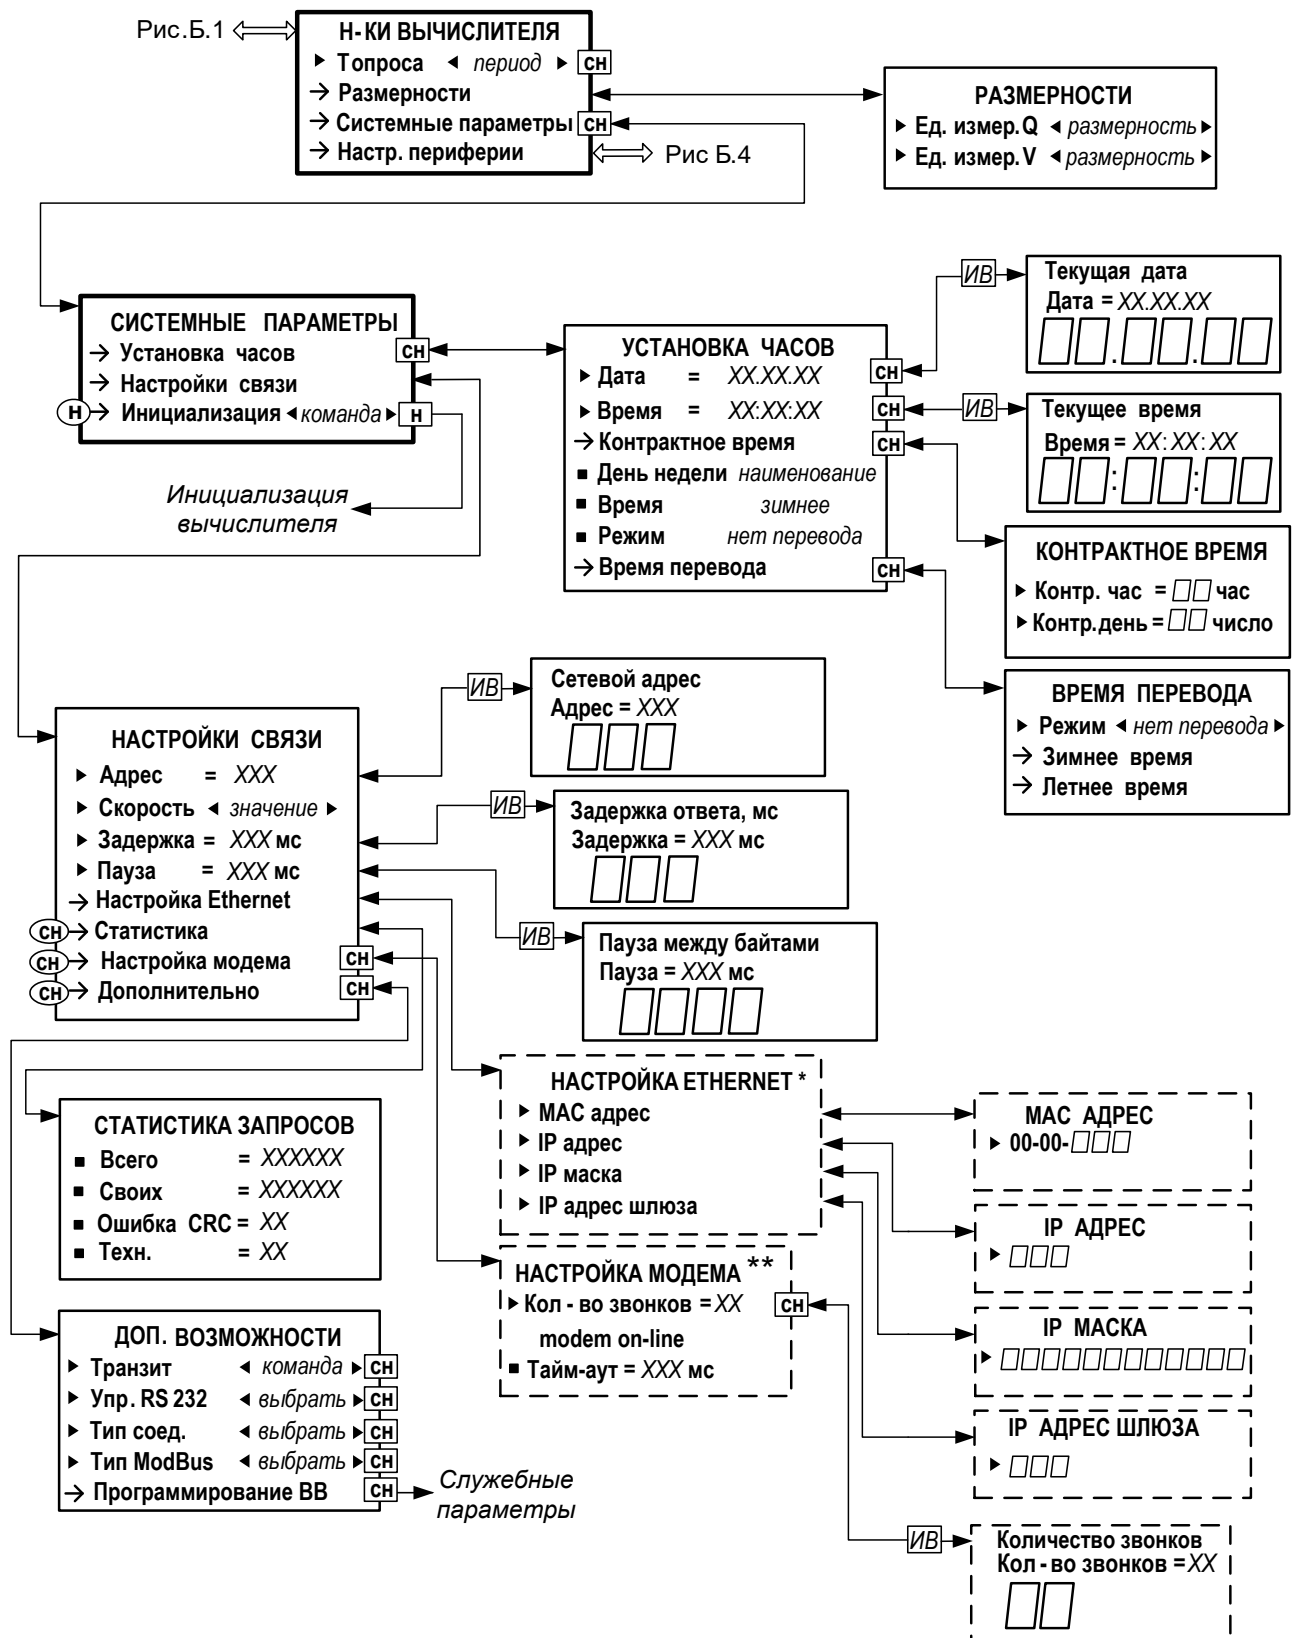 Рис.Б.1
Н-КИ ВЫЧИСЛИТЕЛЯ
Т опроса период СН
Размерности
Системные параметры СН
Настр. периферии
Рис Б.4
РАЗМЕРНОСТИ
Ед. измер.Q размерность
Ед. измер.V размерность
СИСТЕМНЫЕ ПАРАМЕТРЫ
Установка часов СН
Настройки связи
Н Инициализация команда Н
Инициализация
вычислителя
УСТАНОВКА ЧАСОВ
Дата = XX.XX.XX СН
Время = XX:XX:XX СН
Контрактное время СН
День недели наименование
Время зимнее
Режим нет перевода
Время перевода СН
ИВ
Текущая дата
Дата = XX.XX.XX
ИВ
Текущее время
Время = XX:XX:XX
КОНТРАКТНОЕ ВРЕМЯ
Контр. час = час
Контр.день = число
ВРЕМЯ ПЕРЕВОДА
Режим нет перевода
Зимнее время
Летнее время
НАСТРОЙКИ СВЯЗИ
Адрес = XXX
Скорость значение
Задержка = XXX мс
Пауза = XXX мс
Настройка Ethernet
СН Статистика
СН Настройка модема СН
СН Дополнительно СН
ИВ
Сетевой адрес
Адрес = XXX
ИВ
Задержка ответа, мс
Задержка = XXX мс
ИВ
Пауза между байтами
Пауза = XXX мс
СТАТИСТИКА ЗАПРОСОВ
Всего = XXXXXX
Своих = XXXXXX
Ошибка CRC = XX
Техн. = XX
НАСТРОЙКА ETHERNET *
MAC адрес
IP адрес
IP маска
IP адрес шлюза
НАСТРОЙКА МОДЕМА **
Кол - во звонков = XX СН
modem on-line
Тайм-аут = XXX мс
MAC АДРЕС
00-00-
IP АДРЕС
IP МАСКА
IP АДРЕС ШЛЮЗА
ДОП. ВОЗМОЖНОСТИ
Транзит команда СН
Упр. RS 232 выбрать СН
Тип соед. выбрать СН
Тип ModBus выбрать СН
Программирование ВВ СН
Служебные
параметры
ИВ
Количество звонков
Кол - во звонков = XX